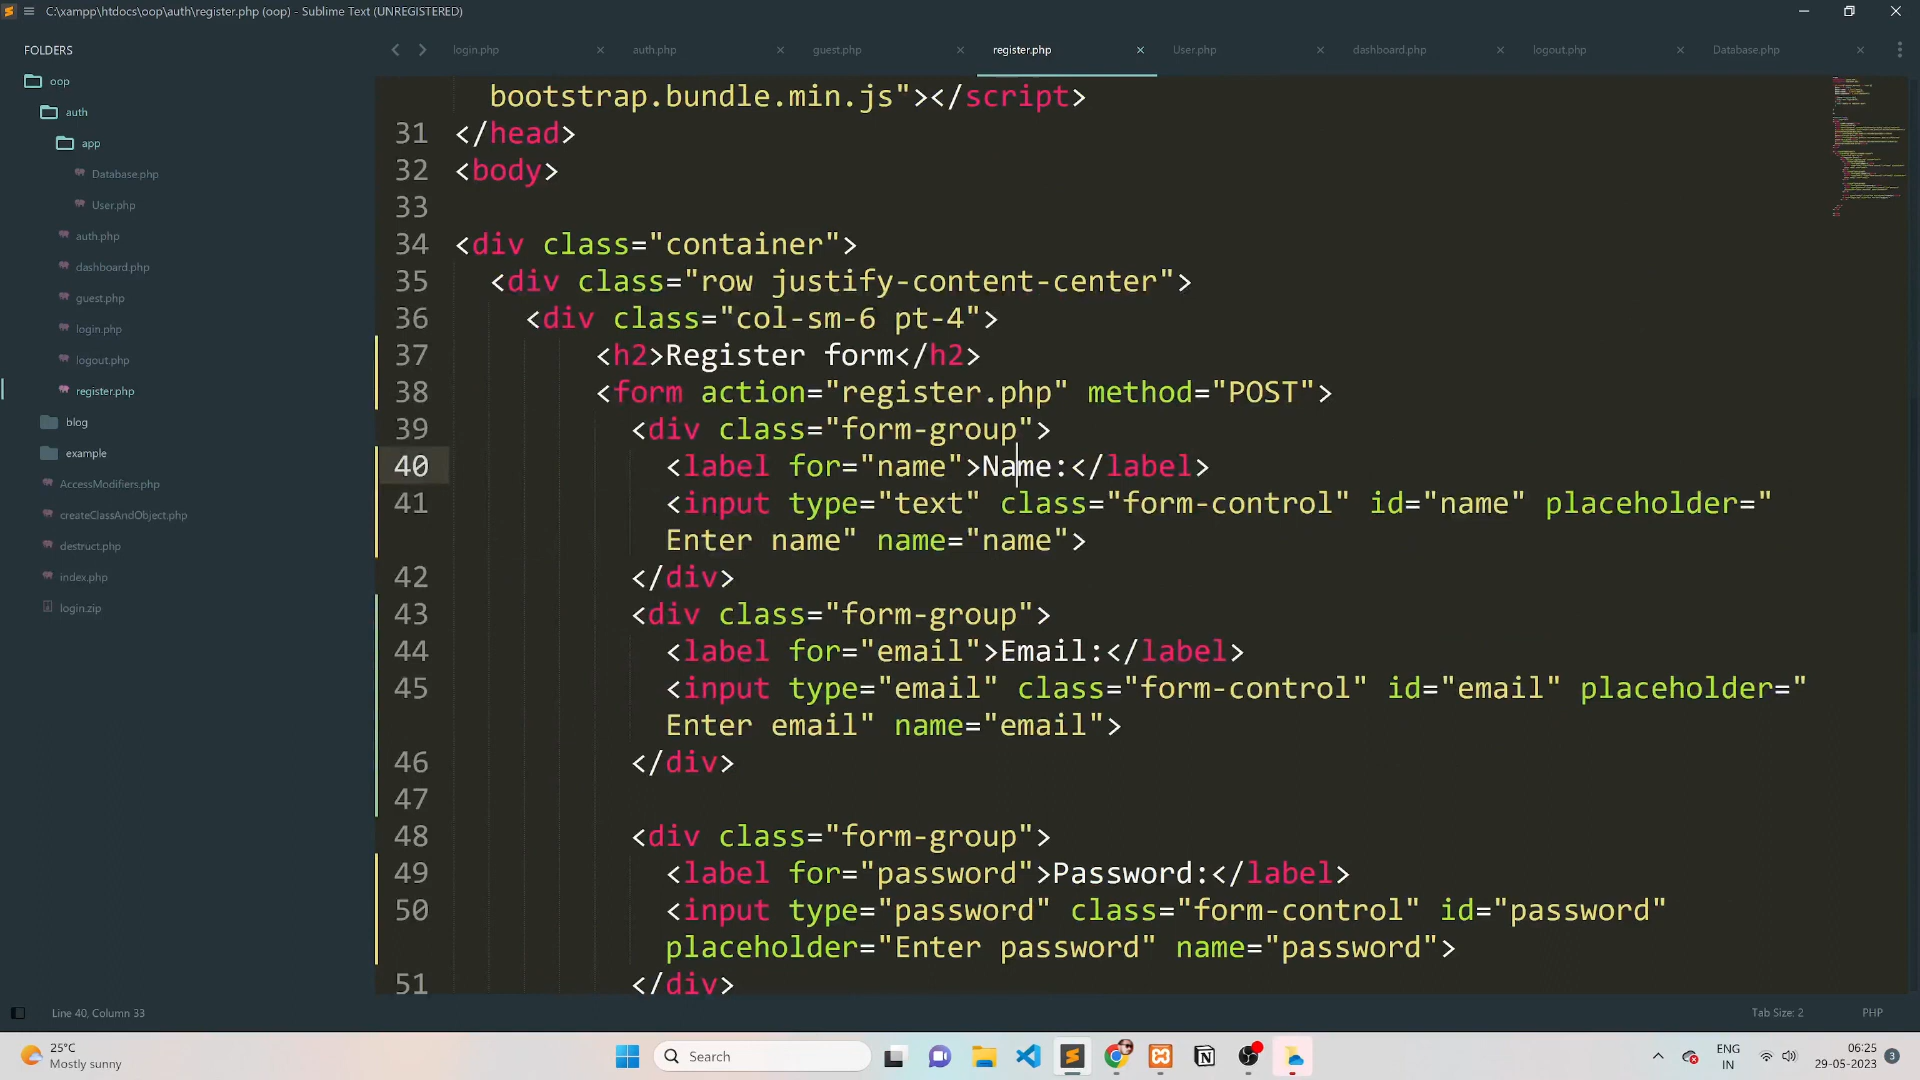 C:\xampp\htdocs\oop\auth\register.php (oop) - Sublime Text (UNREGISTERED)
FOLDERS
oop
auth
app
Database.php
User.php
auth.php
dashboard.php
guest.php
login.php
logout.php
register.php
blog
example
AccessModifiers.php
createClassAndObject.php
destruct.php
index.php
login.zip
login.php
auth.php
guest.php
register.php
User.php
dashboard.php
logout.php
Database.php
bootstrap.bundle.min.js"></script>
31 </head>
32 <body>
33
34 <div class="container">
35 <div class="row justify-content-center">
36 <div class="col-sm-6 pt-4">
37 <h2>Register form</h2>
38 <form action="register.php" method="POST">
39 <div class="form-group">
40 <label for="name">Name:</label>
41 <input type="text" class="form-control" id="name" placeholder="
Enter name" name="name">
42 </div>
43 <div class="form-group">
44 <label for="email">Email:</label>
45 <input type="email" class="form-control" id="email" placeholder="
Enter email" name="email">
46 </div>
47
48 <div class="form-group">
49 <label for="password">Password:</label>
50 <input type="password" class="form-control" id="password"
placeholder="Enter password" name="password">
51 </div>
Line 40, Column 33
Tab Size: 2
PHP
25°C
Mostly sunny
Search
ENG
IN
06:25
29-05-2023
3